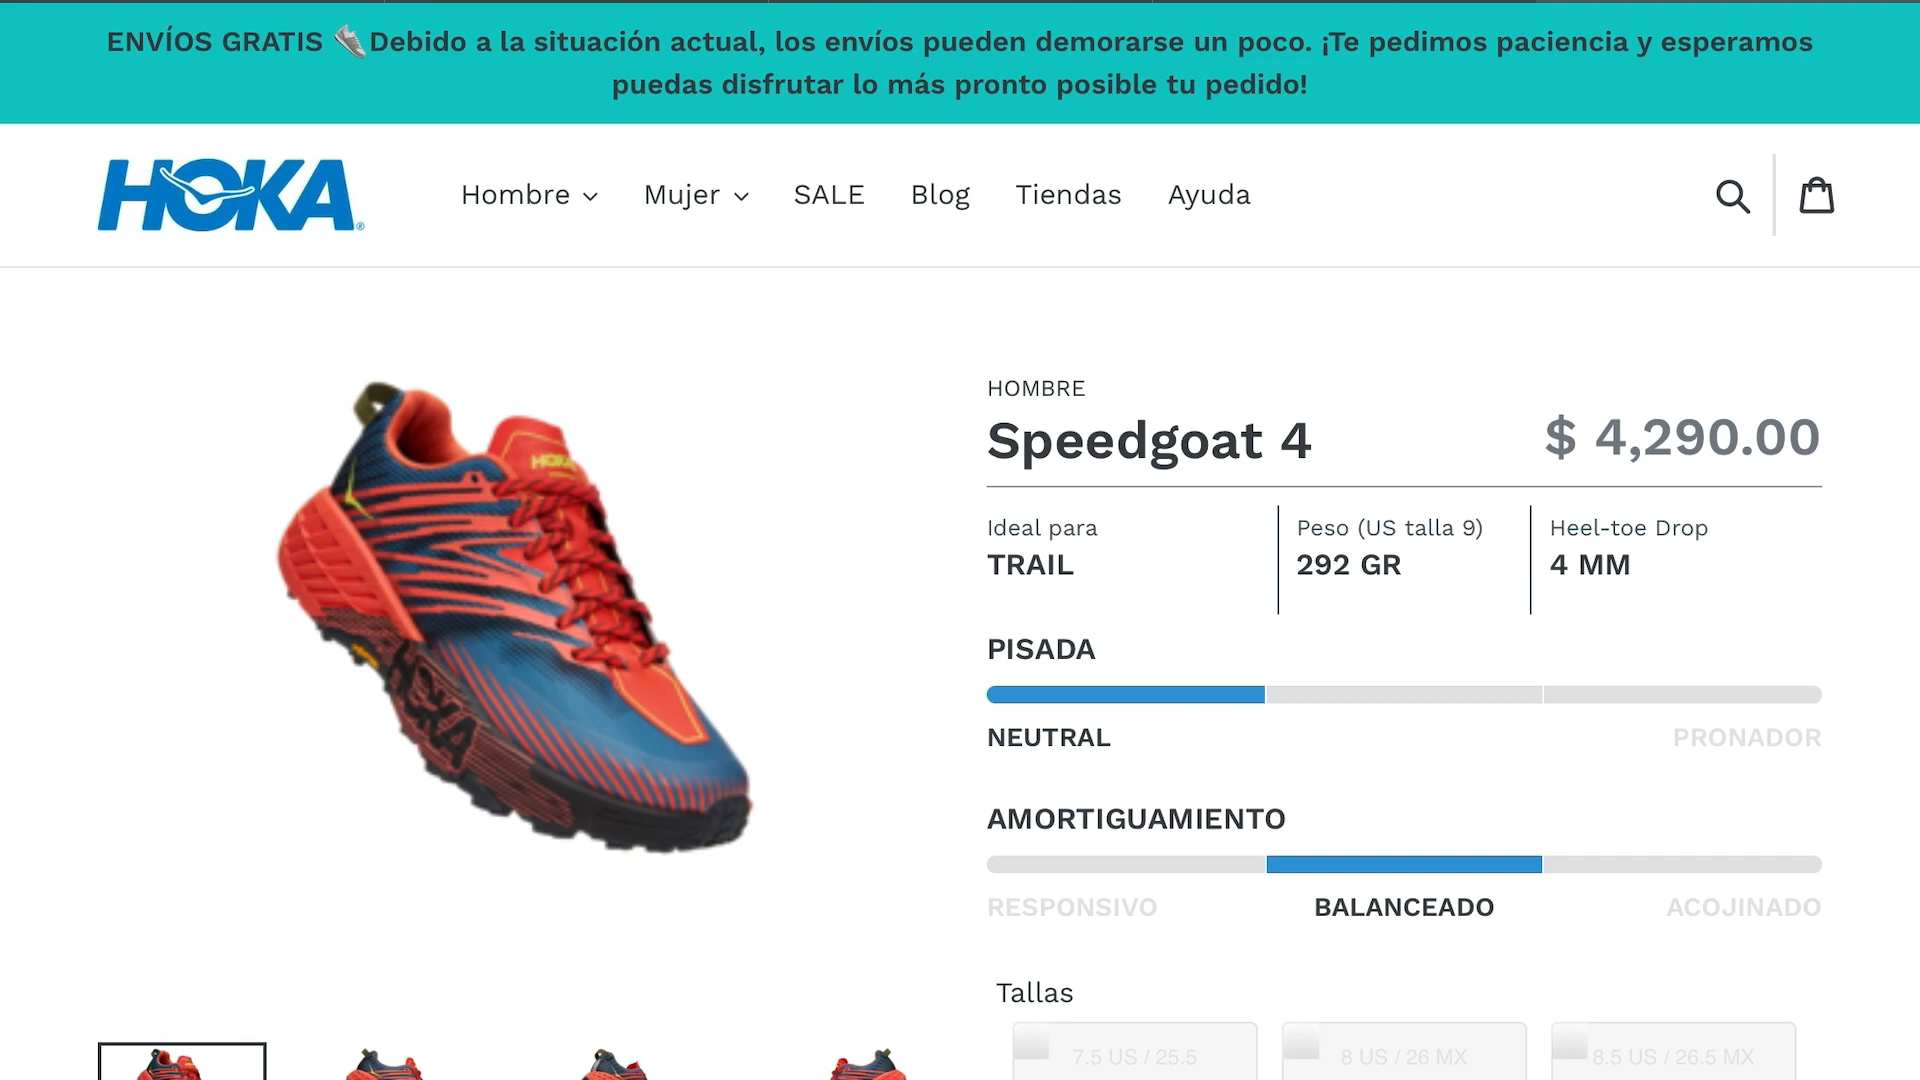 ENVÍOS GRATIS 👟Debido a la situación actual, los envíos pueden demorarse un poco. ¡Te pedimos paciencia y esperamos
puedas disfrutar lo más pronto posible tu pedido!
HOKA®
Hombre
Mujer
SALE
Blog
Tiendas
Ayuda
HOMBRE
Speedgoat 4
$ 4,290.00
Ideal para
TRAIL
Peso (US talla 9)
292 GR
Heel-toe Drop
4 MM
PISADA
NEUTRAL
PRONADOR
AMORTIGUAMIENTO
RESPONSIVO
BALANCEADO
ACOJINADO
Tallas
7.5 US / 25.5
8 US / 26 MX
8.5 US / 26.5 MX
HOKA
HOKA